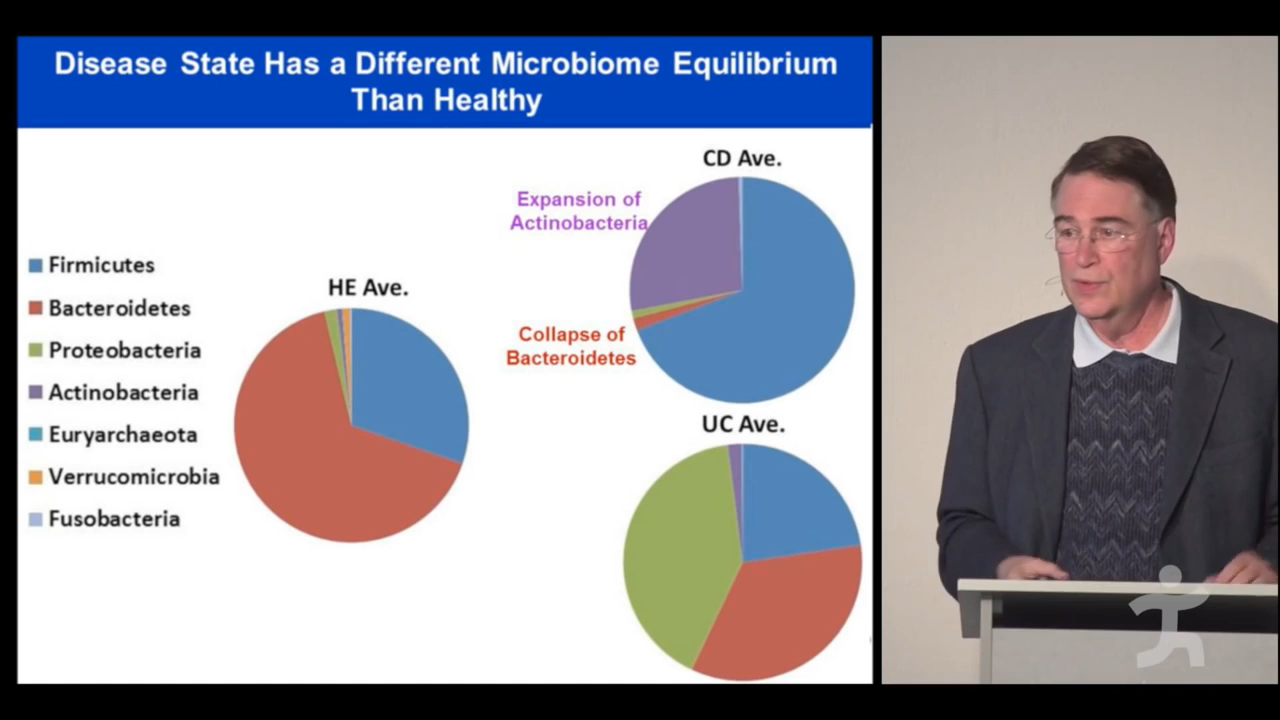 Disease State Has a Different Microbiome Equilibrium
Than Healthy
CD Ave.
Expansion of
Actinobacteria
Collapse of
Bacteroidetes
HE Ave.
Firmicutes
Bacteroidetes
Proteobacteria
Actinobacteria
Euryarchaeota
Verrucomicrobia
Fusobacteria
UC Ave.